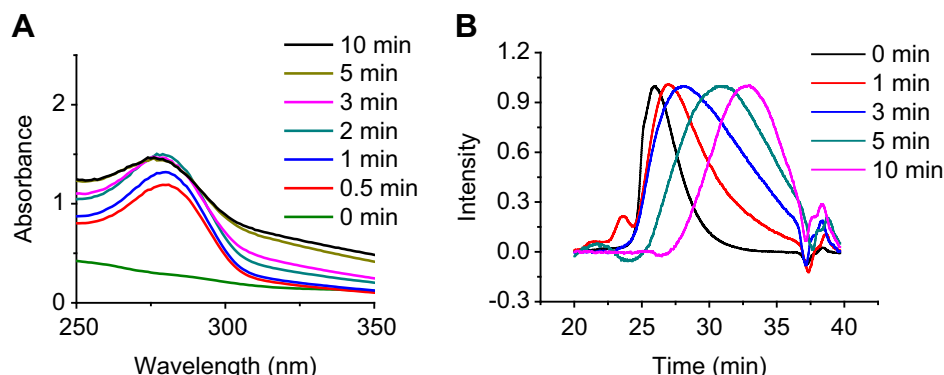 A
Absorbance
2
1
0
250
300
350
Wavelength (nm)
10 min
5 min
3 min
2 min
1 min
0.5 min
0 min
B
Intensity
1.2
0.9
0.6
0.3
0.0
-0.3
20
25
30
35
40
Time (min)
0 min
1 min
3 min
5 min
10 min